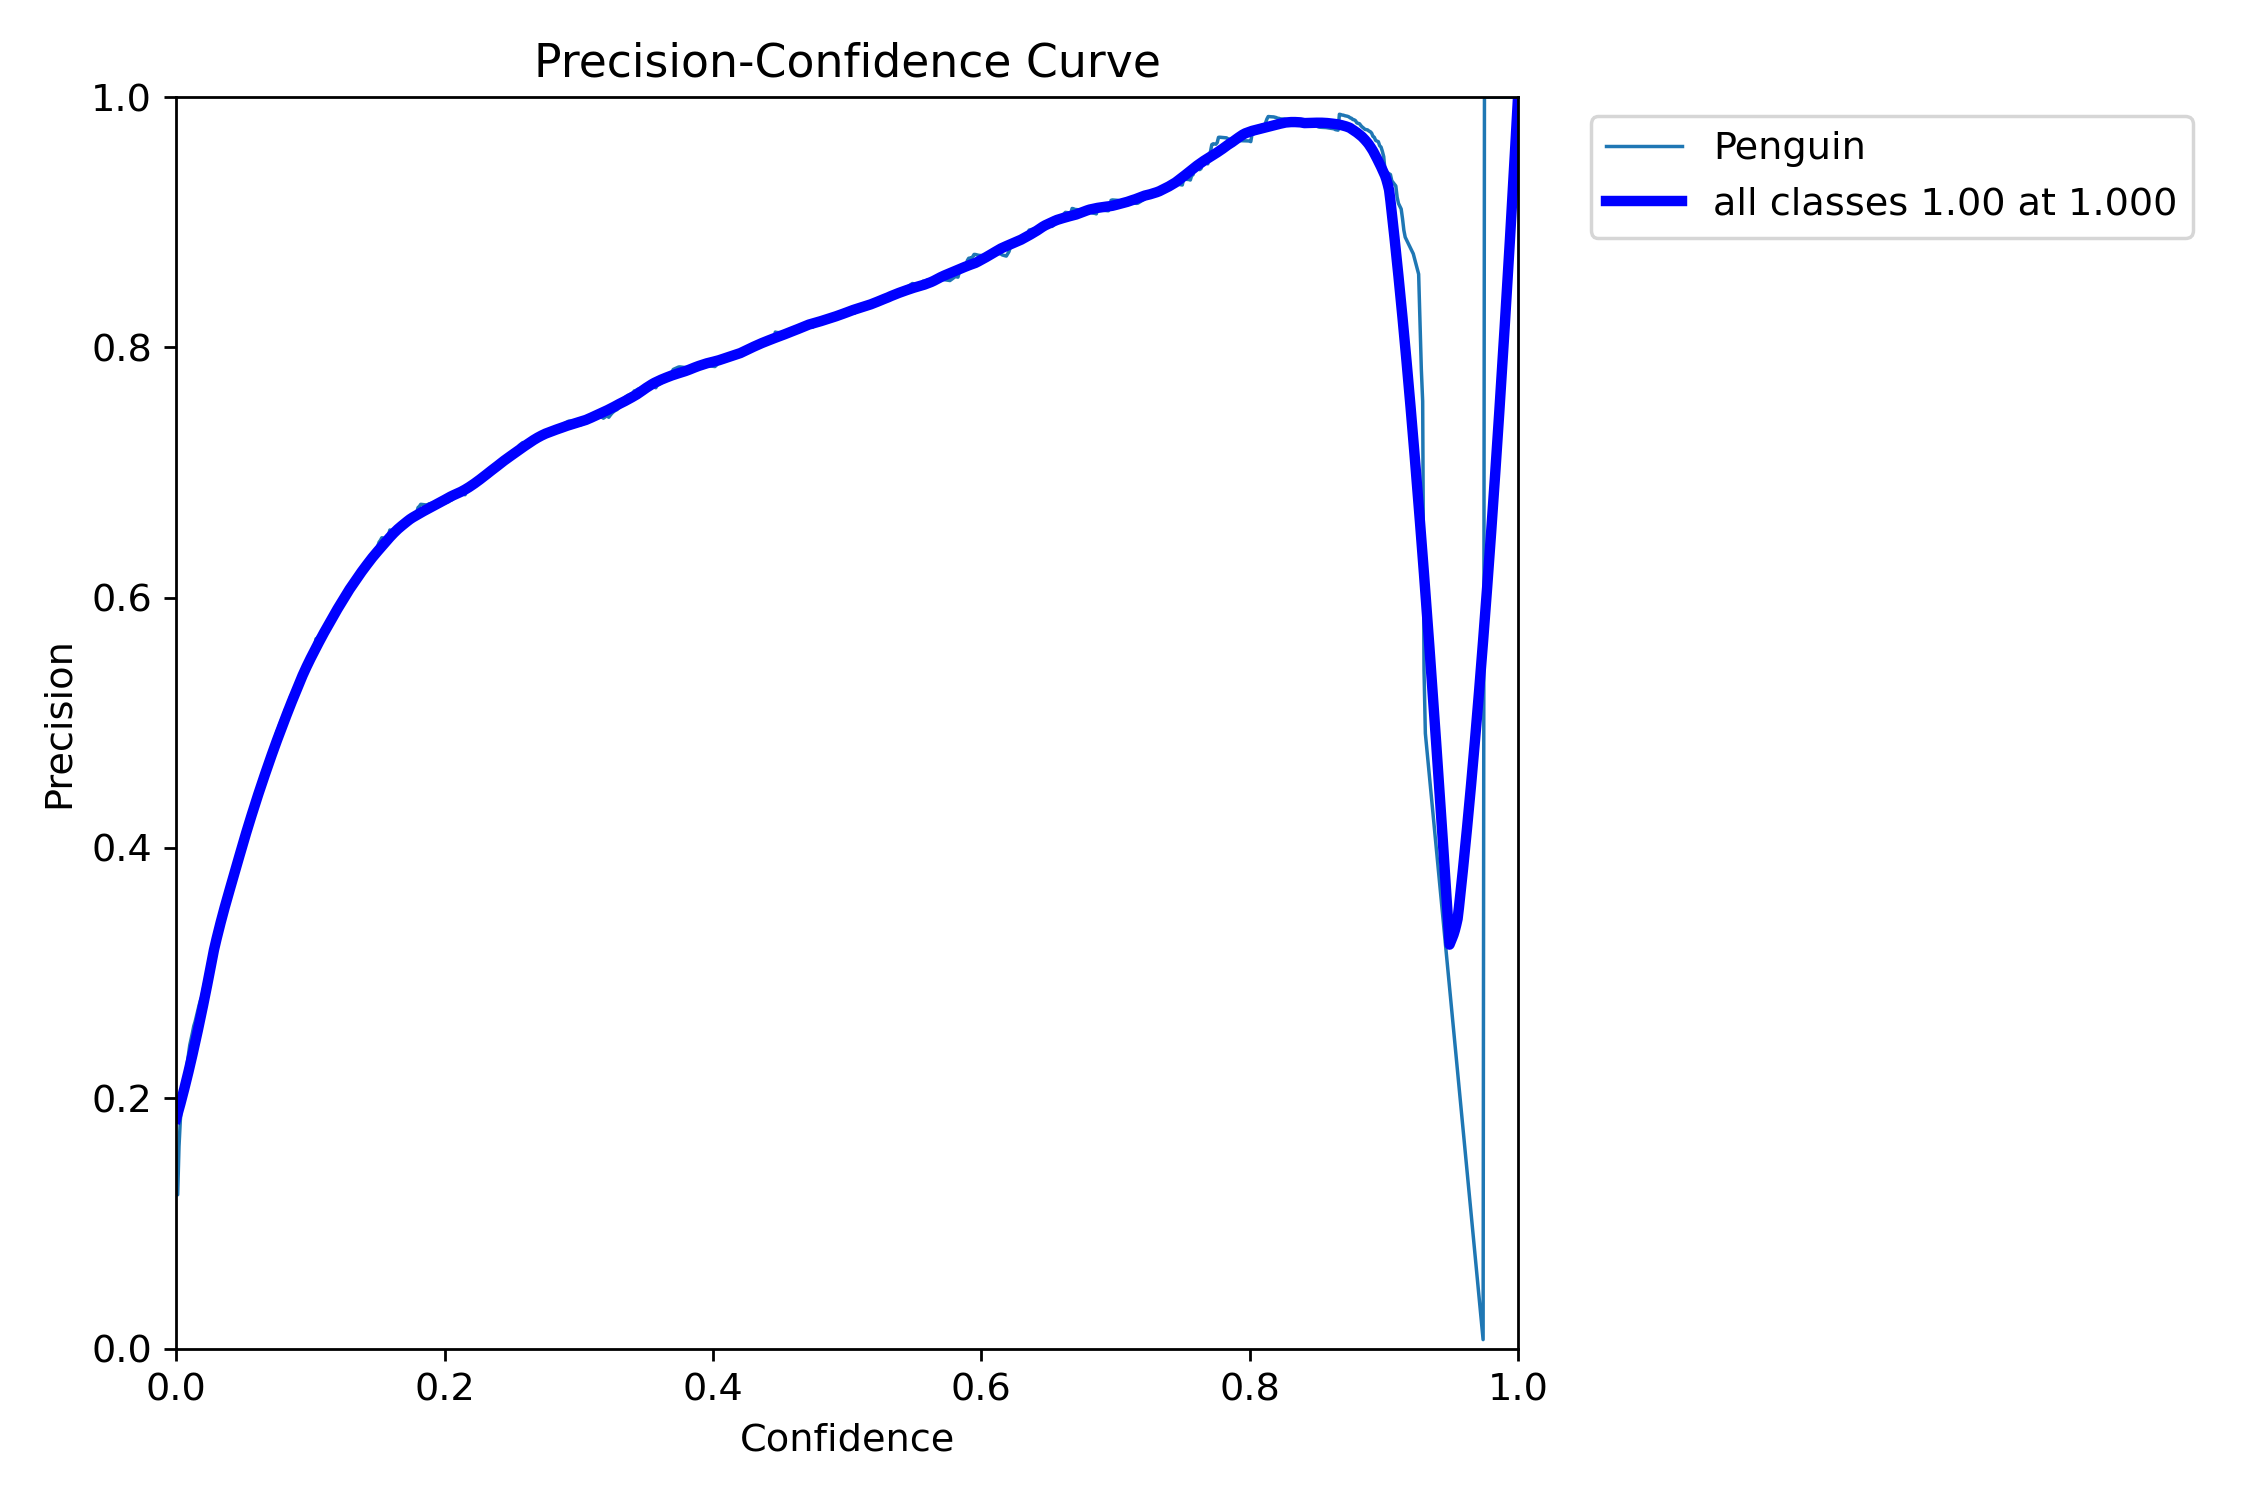 Precision-Confidence Curve
1.0
0.8
0.6
0.4
0.2
0.0
Precision
0.0 0.2 0.4 0.6 0.8 1.0
Confidence
Penguin
all classes 1.00 at 1.000